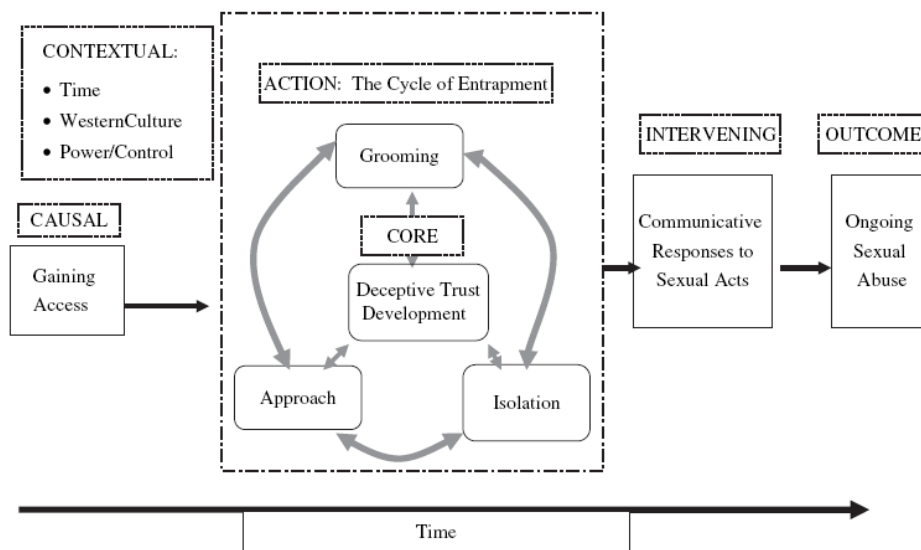 CONTEXTUAL:
• Time
• WesternCulture
• Power/Control
CAUSAL
Gaining
Access
ACTION: The Cycle of Entrapment
Grooming
CORE
Deceptive Trust
Development
Approach
Isolation
INTERVENING
Communicative
Responses to
Sexual Acts
OUTCOME
Ongoing
Sexual
Abuse
Time